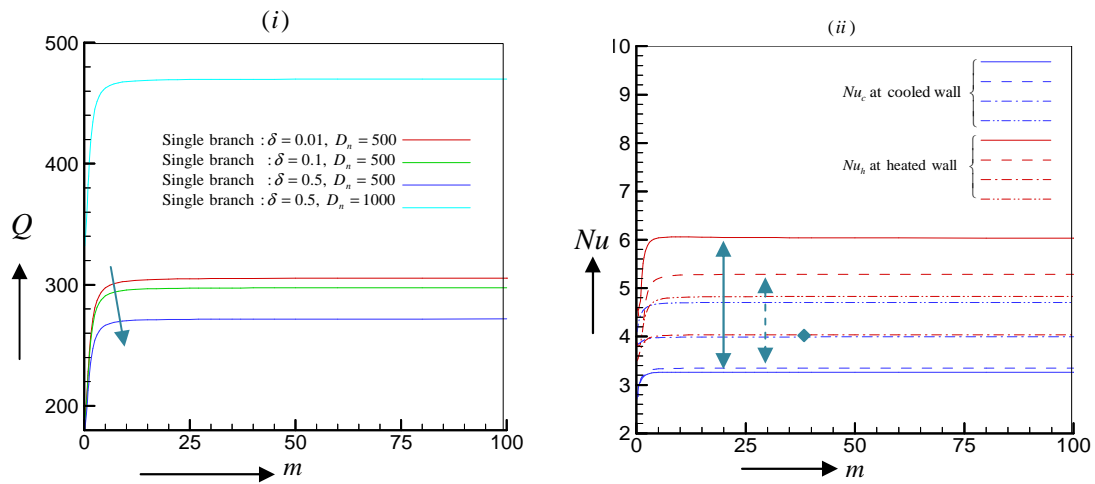 (i)
500
400
300
200
Q
0
25
50
75
100
m
Single branch : δ = 0.01, Dₙ = 500
Single branch : δ = 0.1, Dₙ = 500
Single branch : δ = 0.5, Dₙ = 500
Single branch : δ = 0.5, Dₙ = 1000
(ii)
10
9
8
7
6
5
4
3
2
Nu
0
25
50
75
100
m
Nu_c at cooled wall
Nu_h at heated wall